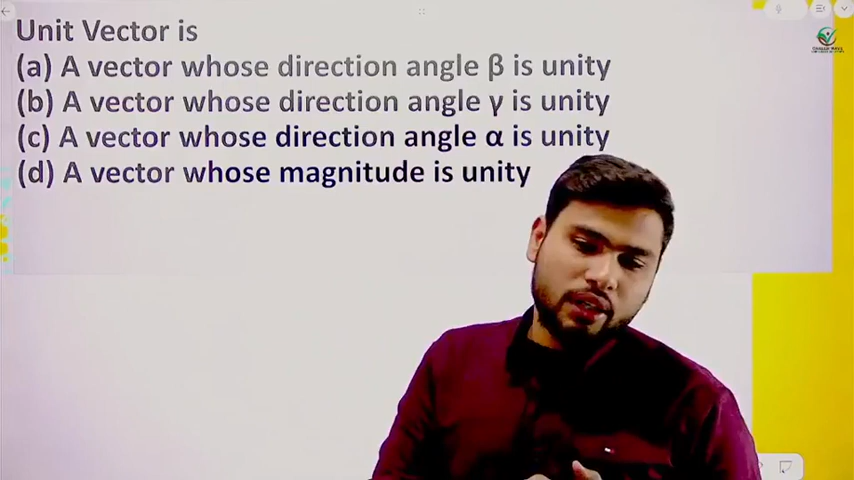 Unit Vector is
(a) A vector whose direction angle β is unity
(b) A vector whose direction angle γ is unity
(c) A vector whose direction angle α is unity
(d) A vector whose magnitude is unity